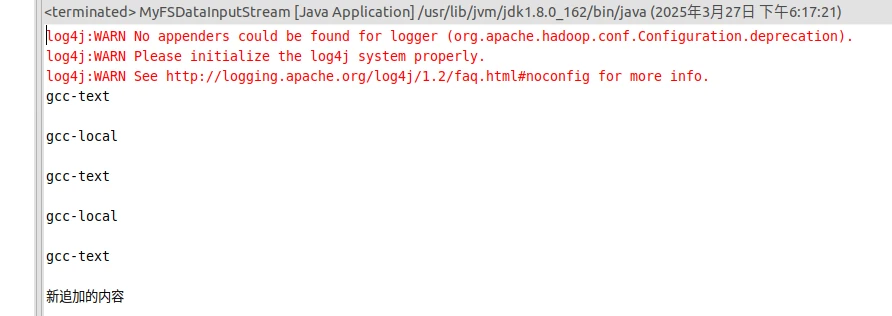 <terminated> MyFSDataInputStream [Java Application] /usr/lib/jvm/jdk1.8.0_162/bin/java (2025年3月27日 下午6:17:21)
log4j:WARN No appenders could be found for logger (org.apache.hadoop.conf.Configuration.deprecation).
log4j:WARN Please initialize the log4j system properly.
log4j:WARN See http://logging.apache.org/log4j/1.2/faq.html#noconfig for more info.
gcc-text
gcc-local
gcc-text
gcc-local
gcc-text
新追加的内容